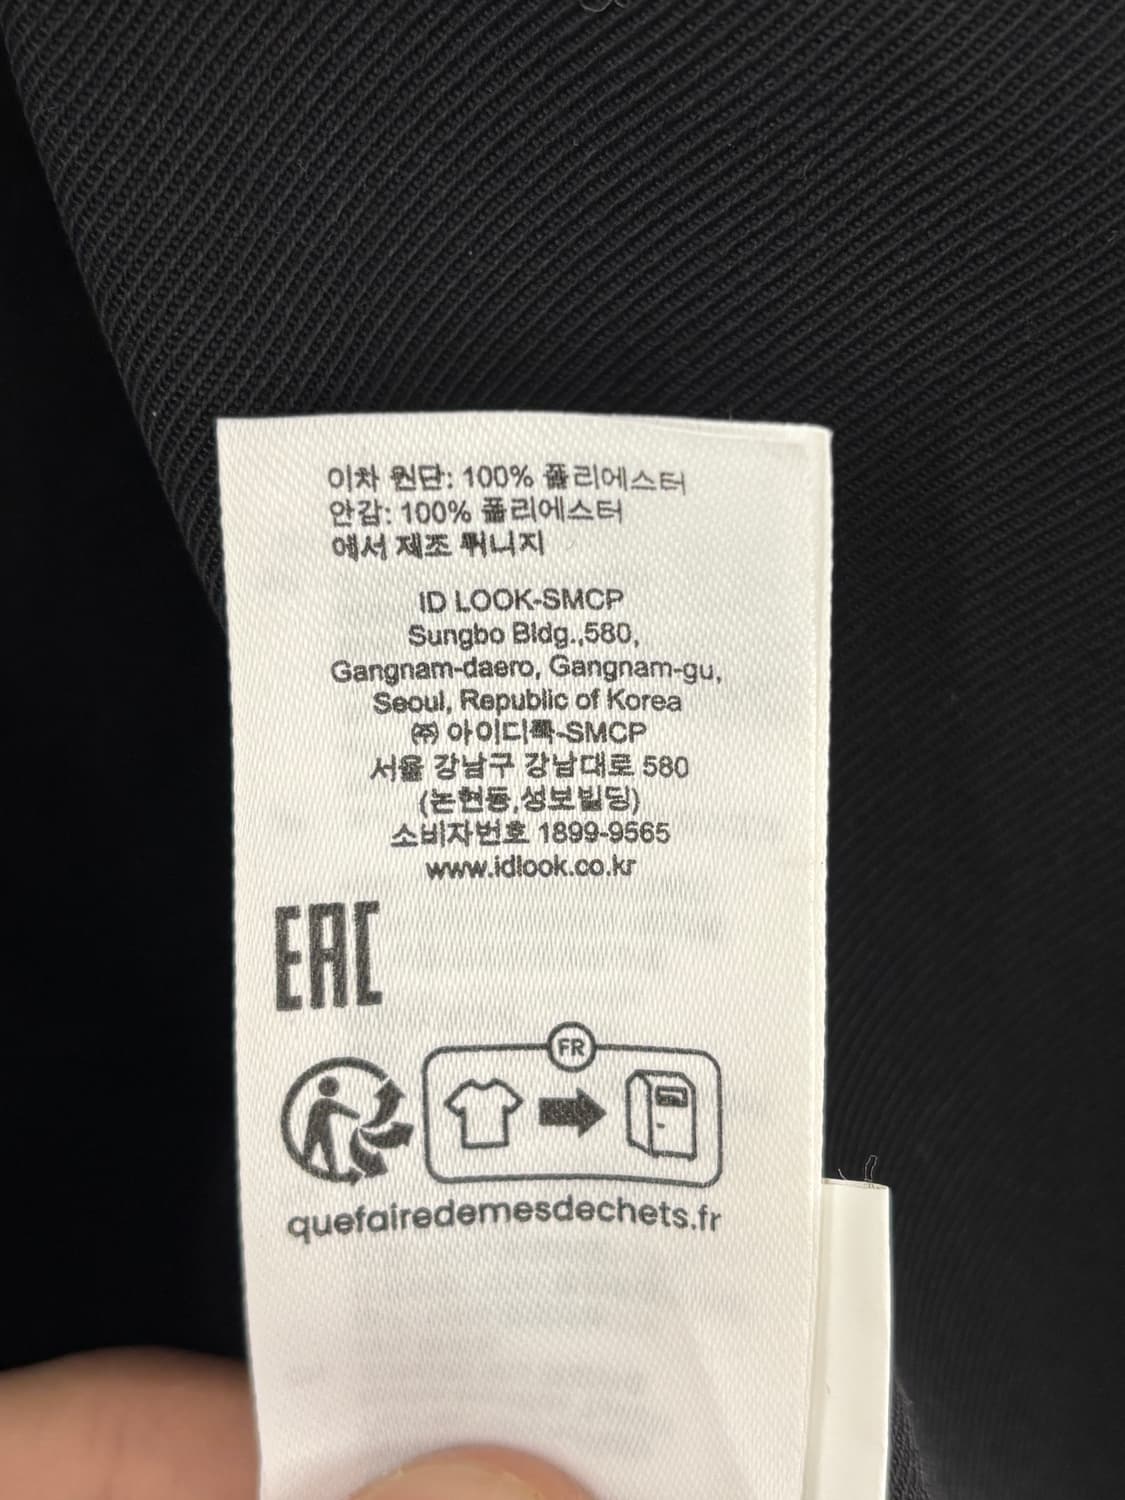 이차 원단: 100% 폴리에스터
안감: 100% 폴리에스터
에서 제조 튀니지
ID LOOK-SMCP
Sungbo Bldg.,580,
Gangnam-daero, Gangnam-gu,
Seoul, Republic of Korea
㈜ 아이디룩-SMCP
서울 강남구 강남대로 580
(논현동,성보빌딩)
소비자번호 1899-9565
www.idlook.co.kr
EAC
FR
quefairedemesdechets.fr